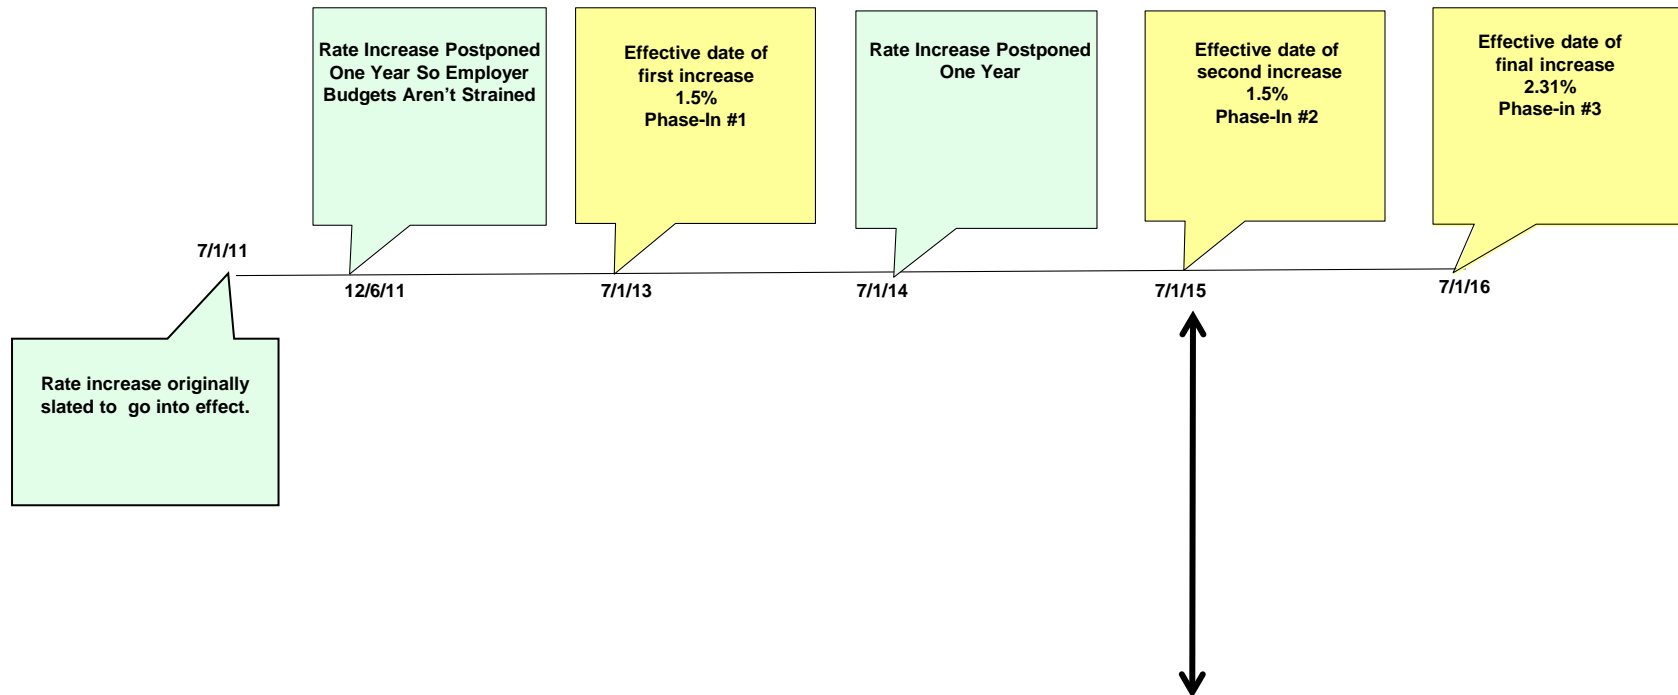 Rate Increase Postponed
One Year So Employer
Budgets Aren't Strained
Effective date of
first increase
1.5%
Phase-In #1
Rate Increase Postponed
One Year
Effective date of
second increase
1.5%
Phase-In #2
Effective date of
final increase
2.31%
Phase-in #3
7/1/11
12/6/11
7/1/13
7/1/14
7/1/15
7/1/16
Rate increase originally
slated to  go into effect.